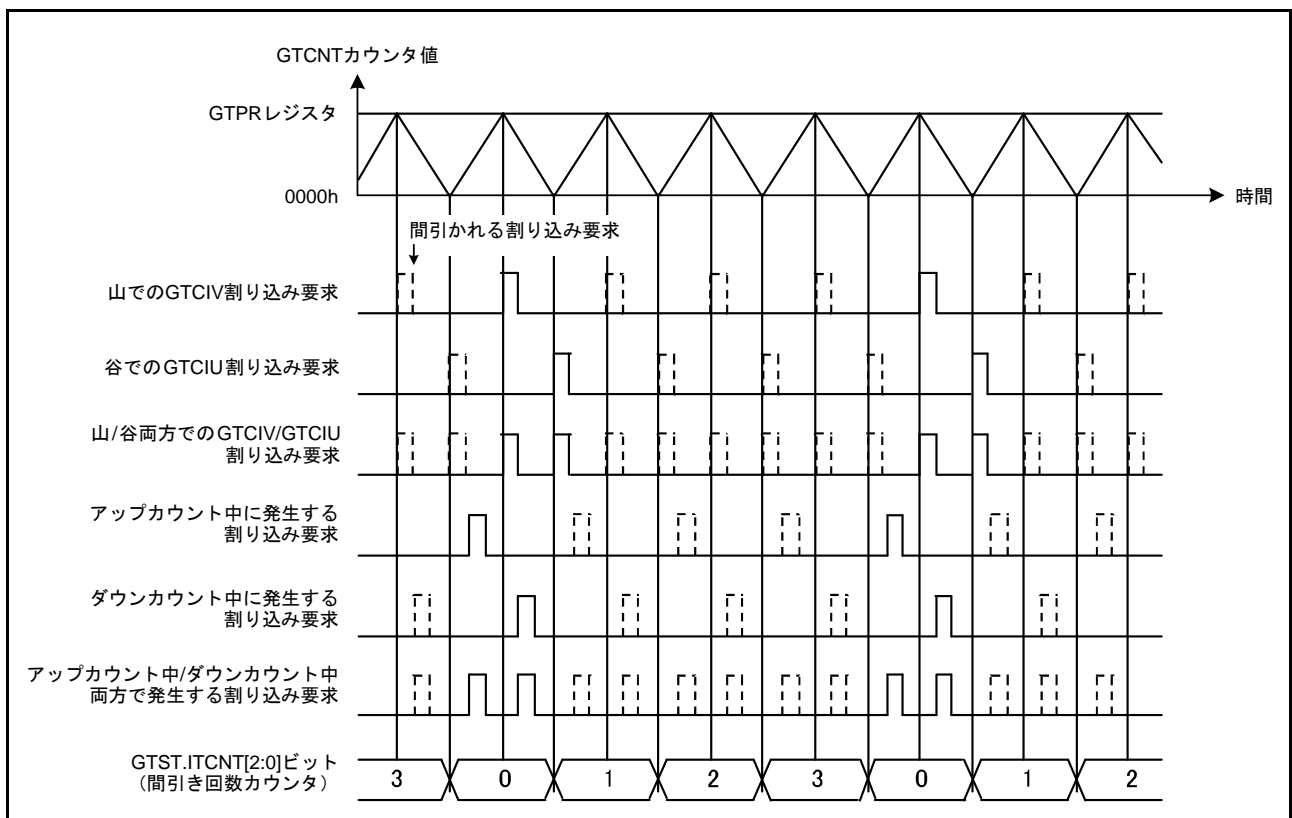 GTCNTカウンタ値
GTPRレジスタ
0000h
時間
間引かれる割り込み要求
山でのGTCIV割り込み要求
谷でのGTCIU割り込み要求
山/谷両方でのGTCIV/GTCIU
割り込み要求
アップカウント中に発生する
割り込み要求
ダウンカウント中に発生する
割り込み要求
アップカウント中/ダウンカウント中
両方で発生する割り込み要求
GTST.ITCNT[2:0]ビット
（間引き回数カウンタ）
3 0 1 2 3 0 1 2